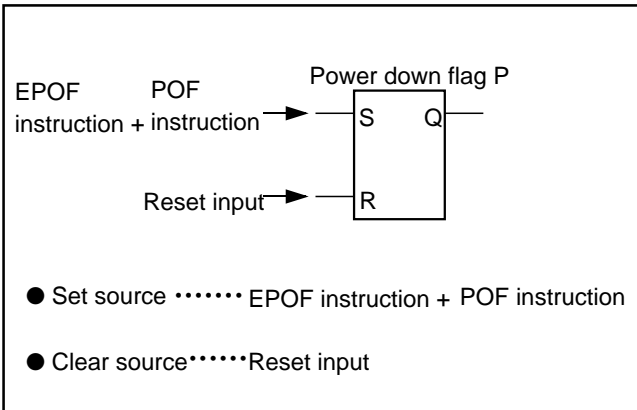 Power down flag P
EPOF instruction + POF instruction
S Q
Reset input R
● Set source ・・・・・・・ EPOF instruction + POF instruction
● Clear source ・・・・・・ Reset input